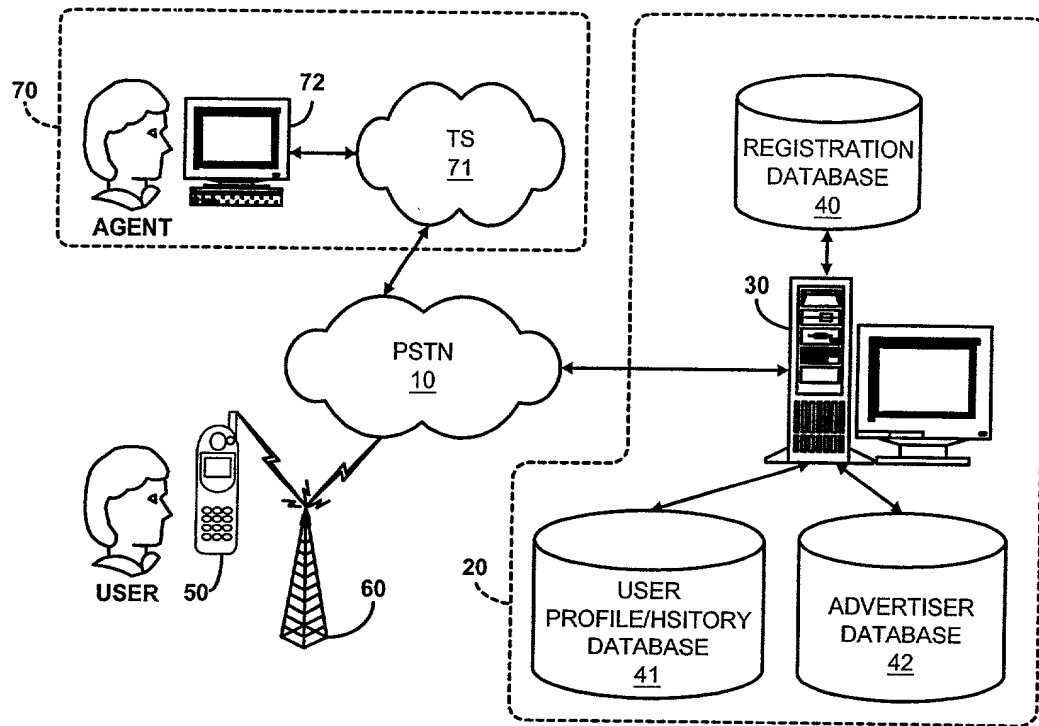 70
72
AGENT
TS
71
REGISTRATION
DATABASE
40
30
PSTN
10
USER
50
60
20
USER
PROFILE/HSITORY
DATABASE
41
ADVERTISER
DATABASE
42